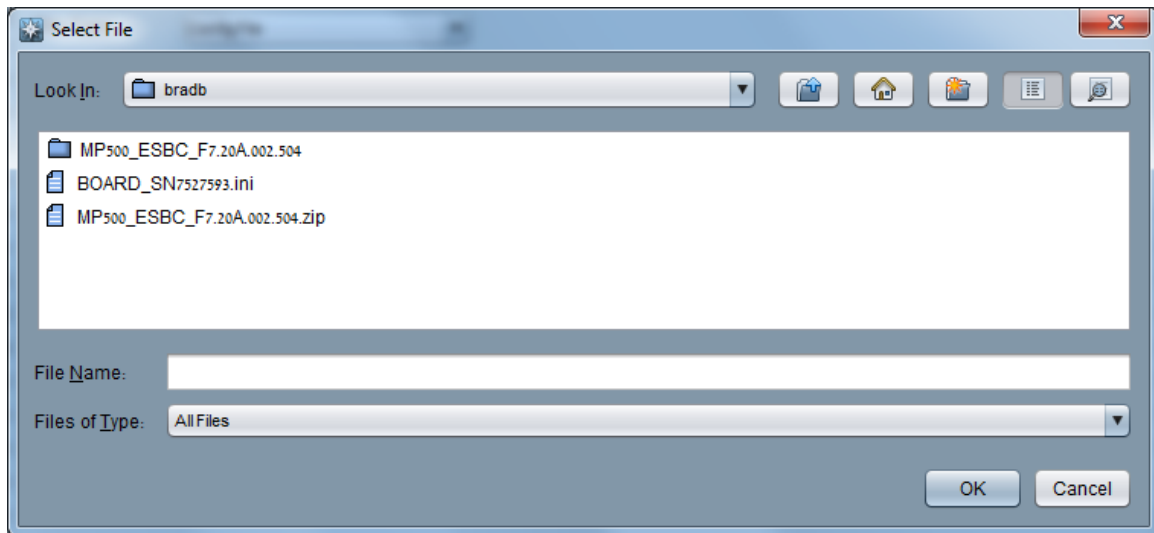 Select File
Look In: bradb
MP500_ESBC_F7.20A.002.504
BOARD_SN7527593.ini
MP500_ESBC_F7.20A.002.504.zip
File Name:
Files of Type: All Files
OK Cancel